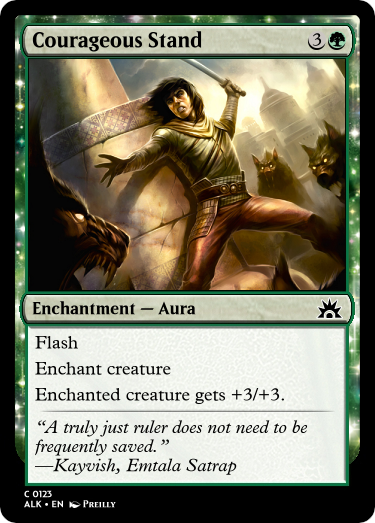 Courageous Stand 3
Enchantment — Aura
Flash
Enchant creature
Enchanted creature gets +3/+3.
“A truly just ruler does not need to be
frequently saved.”
—Kayvish, Emtala Satrap
C 0123
ALK • EN Preilly